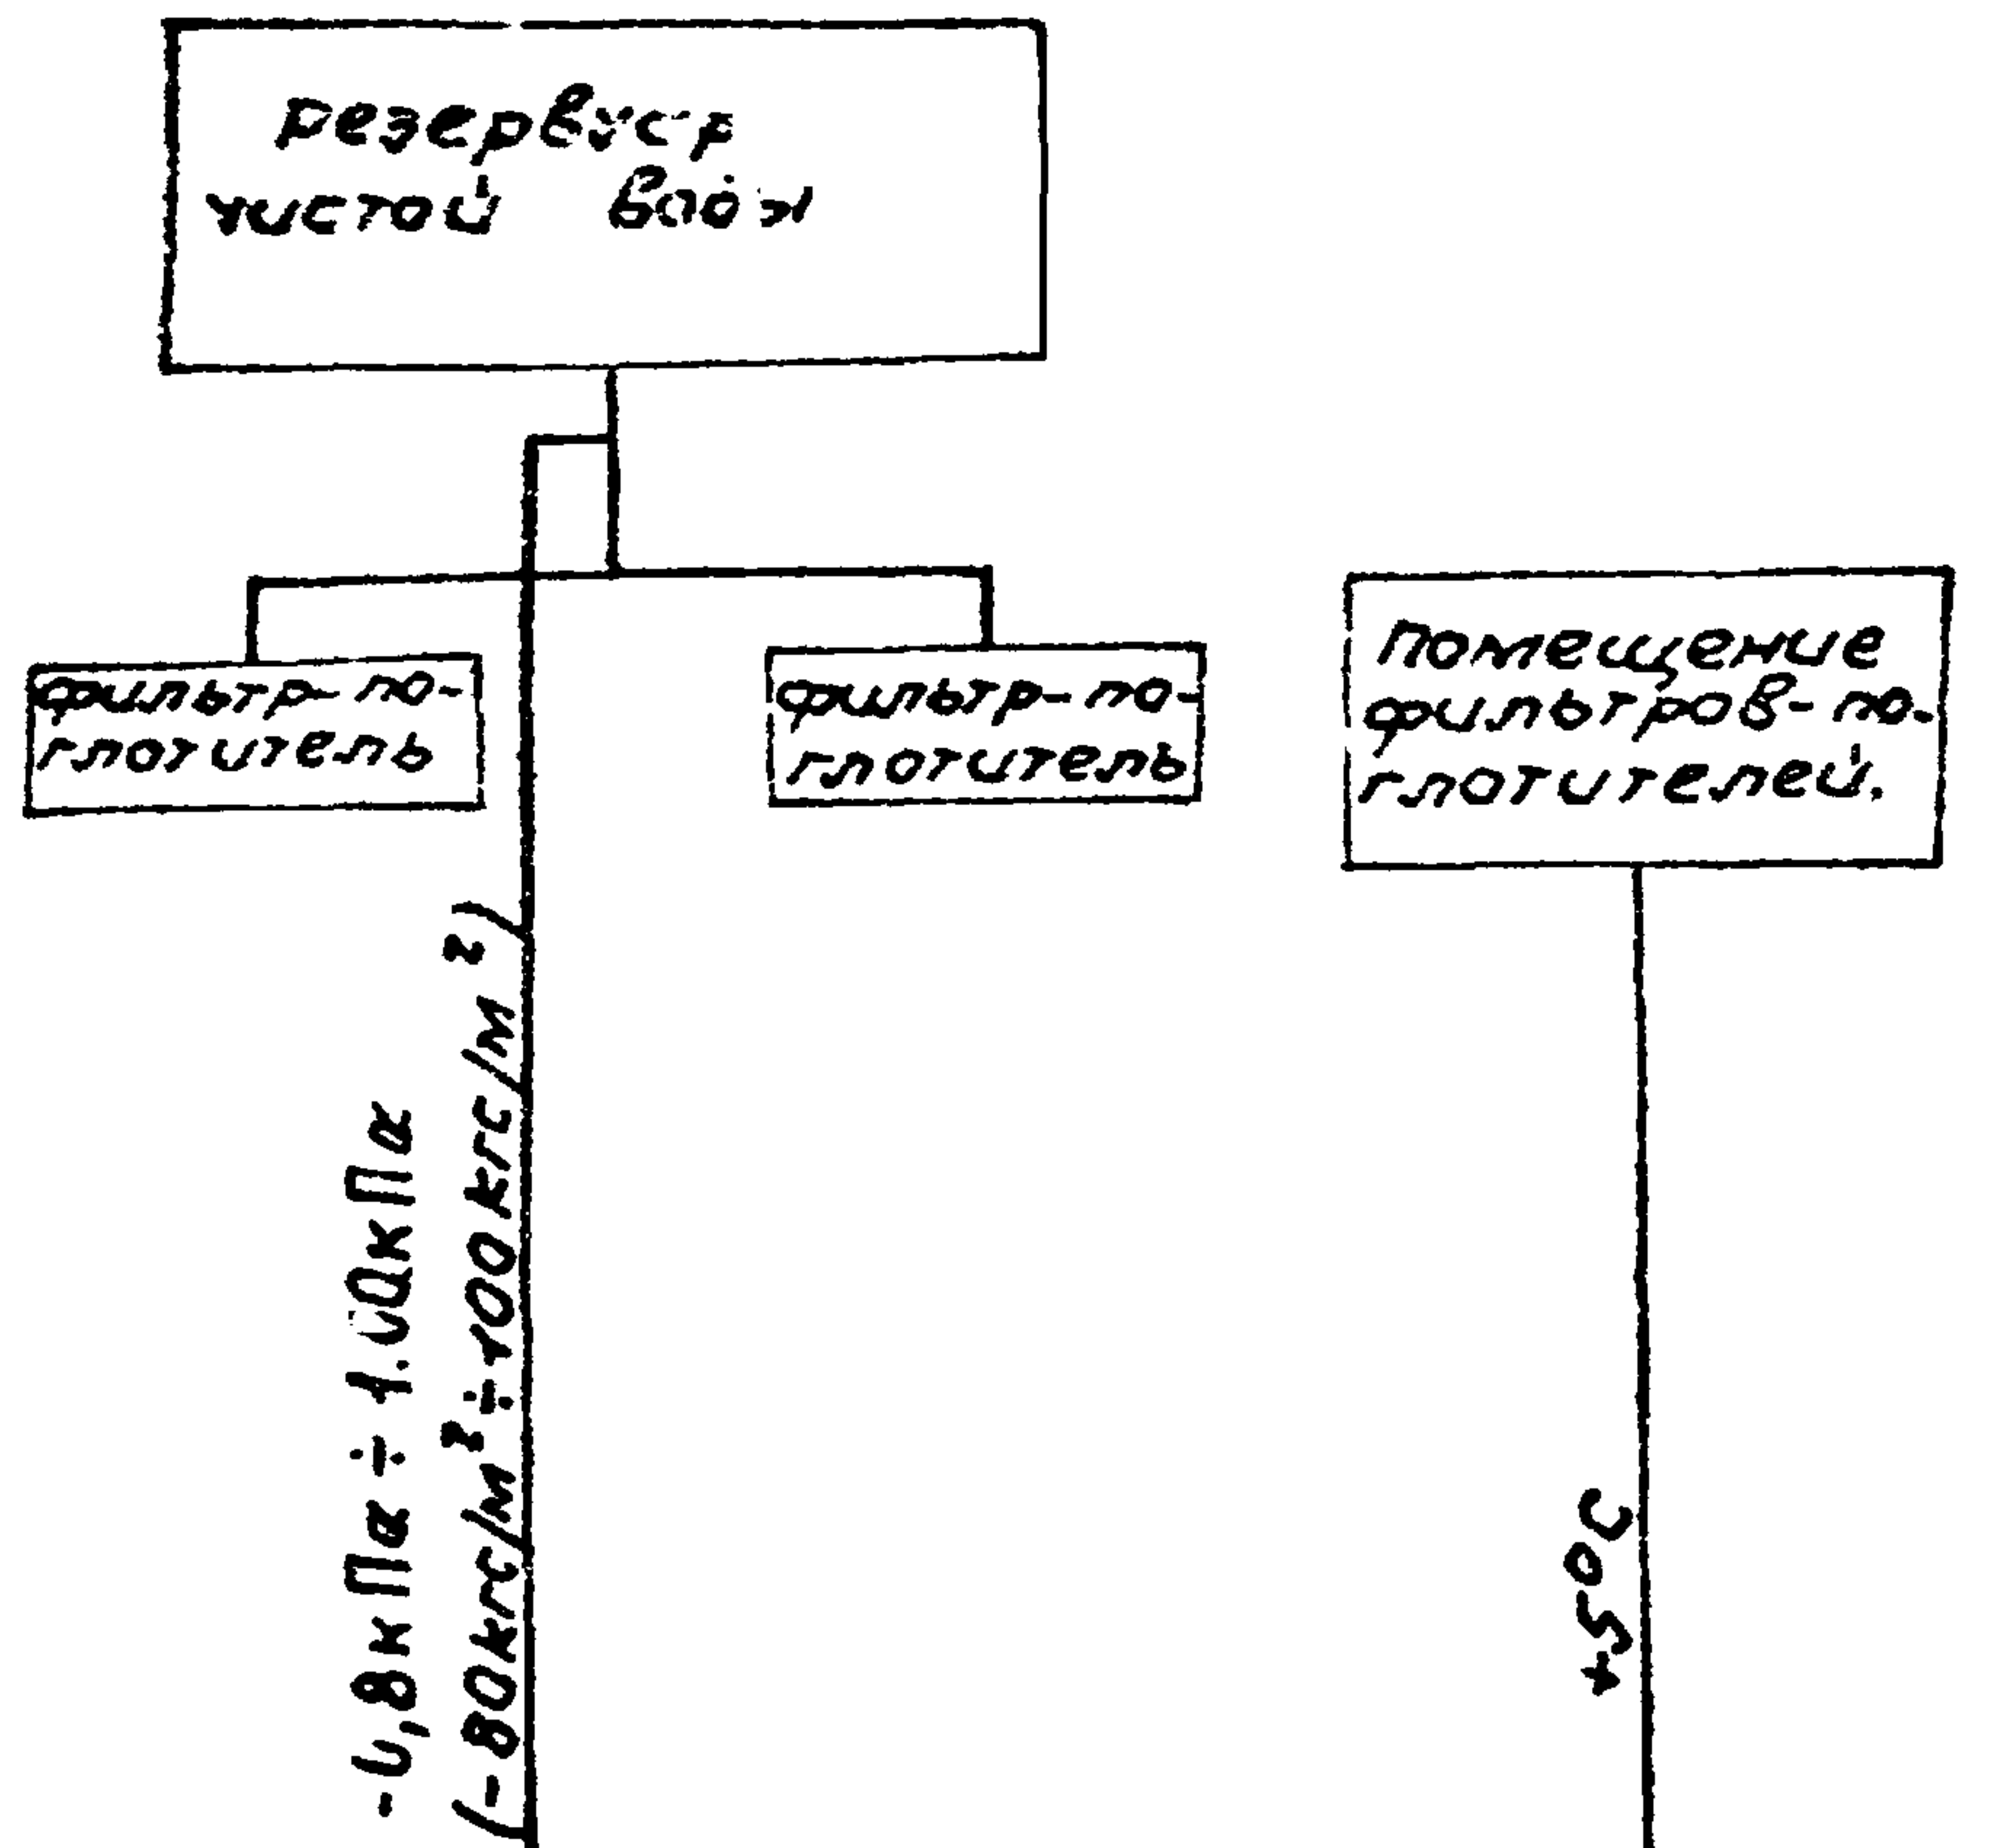 резервуар
чистой воды
фильтр-по-
глотитель
фильтр-по-
глотитель
Помещение
фильтров-по-
глотителей.
-0,8кПа ÷ 1.00кПа
(-80кгс/м² ÷ 100кгс/м²)
+5°С